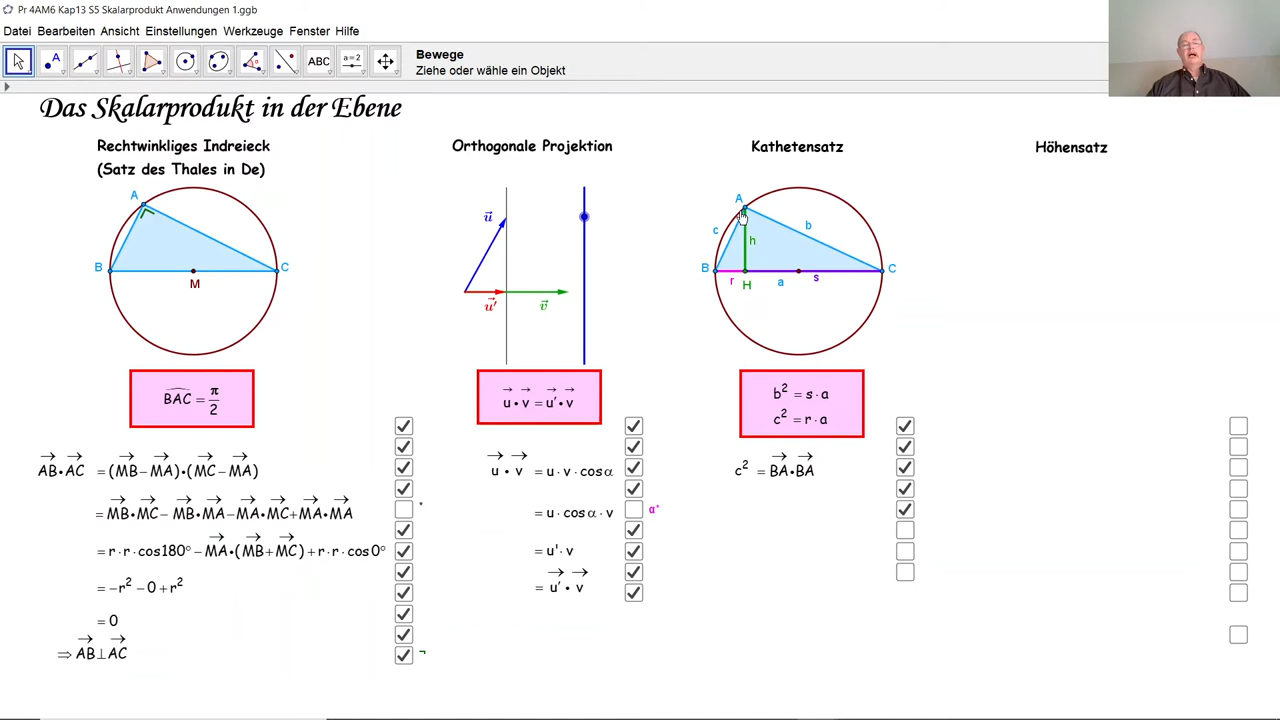 Pr 4AM6 Kap13 S5 Skalarprodukt Anwendungen 1.ggb
Datei Bearbeiten Ansicht Einstellungen Werkzeuge Fenster Hilfe
A ABC a=2 Bewege
Ziehe oder wähle ein Objekt
Das Skalarprodukt in der Ebene
Rechtwinkliges Indreieck
(Satz des Thales in De)
A
B C
M
BAC = π/2
AB • AC = (MB − MA) • (MC − MA)
= MB • MC − MB • MA − MA • MC + MA • MA
= r · r · cos180° − MA • (MB + MC) + r · r · cos0°
= −r² − 0 + r²
= 0
⇒ AB ⊥ AC
Orthogonale Projektion
u
u' v
u • v = u' • v
u • v = u · v · cosα
= u · cosα · v
α°
= u' · v
= u' • v
Kathetensatz
A
c b
h
B C
r H a s
b² = s · a
c² = r · a
c² = BA • BA
Höhensatz